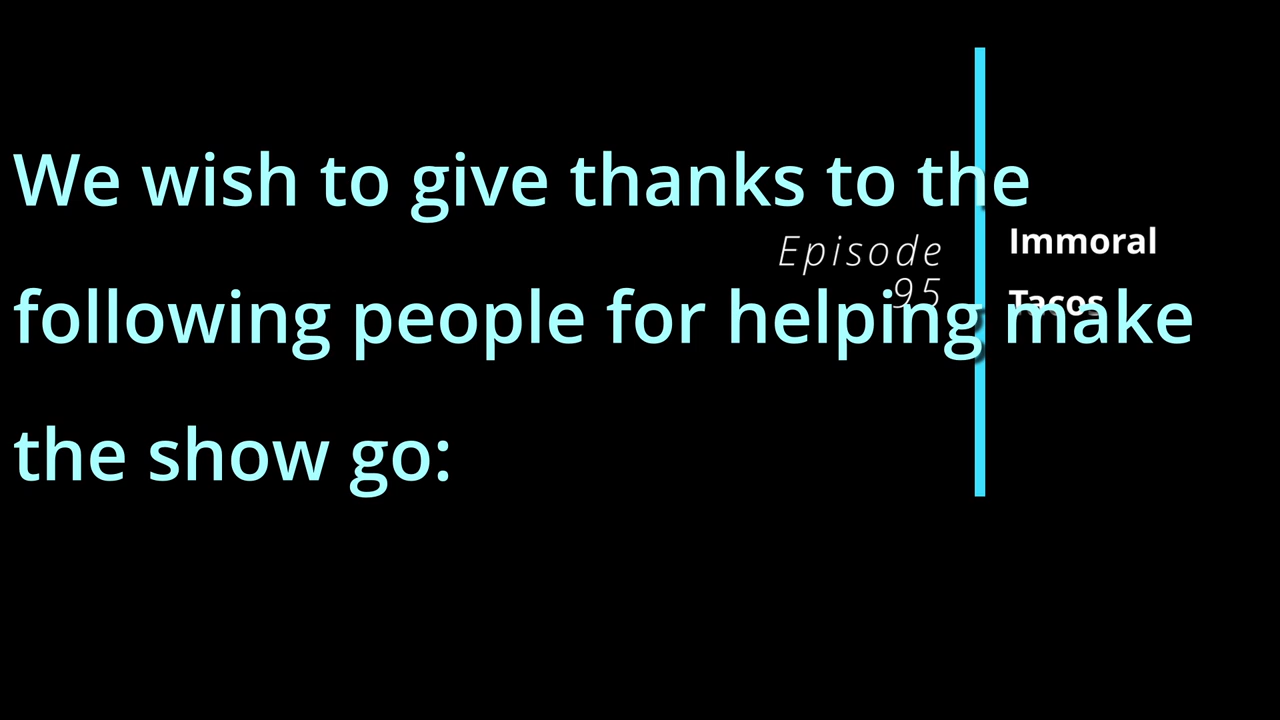 We wish to give thanks to the
following people for helping make
the show go:
Episode
95
Immoral
Tacos